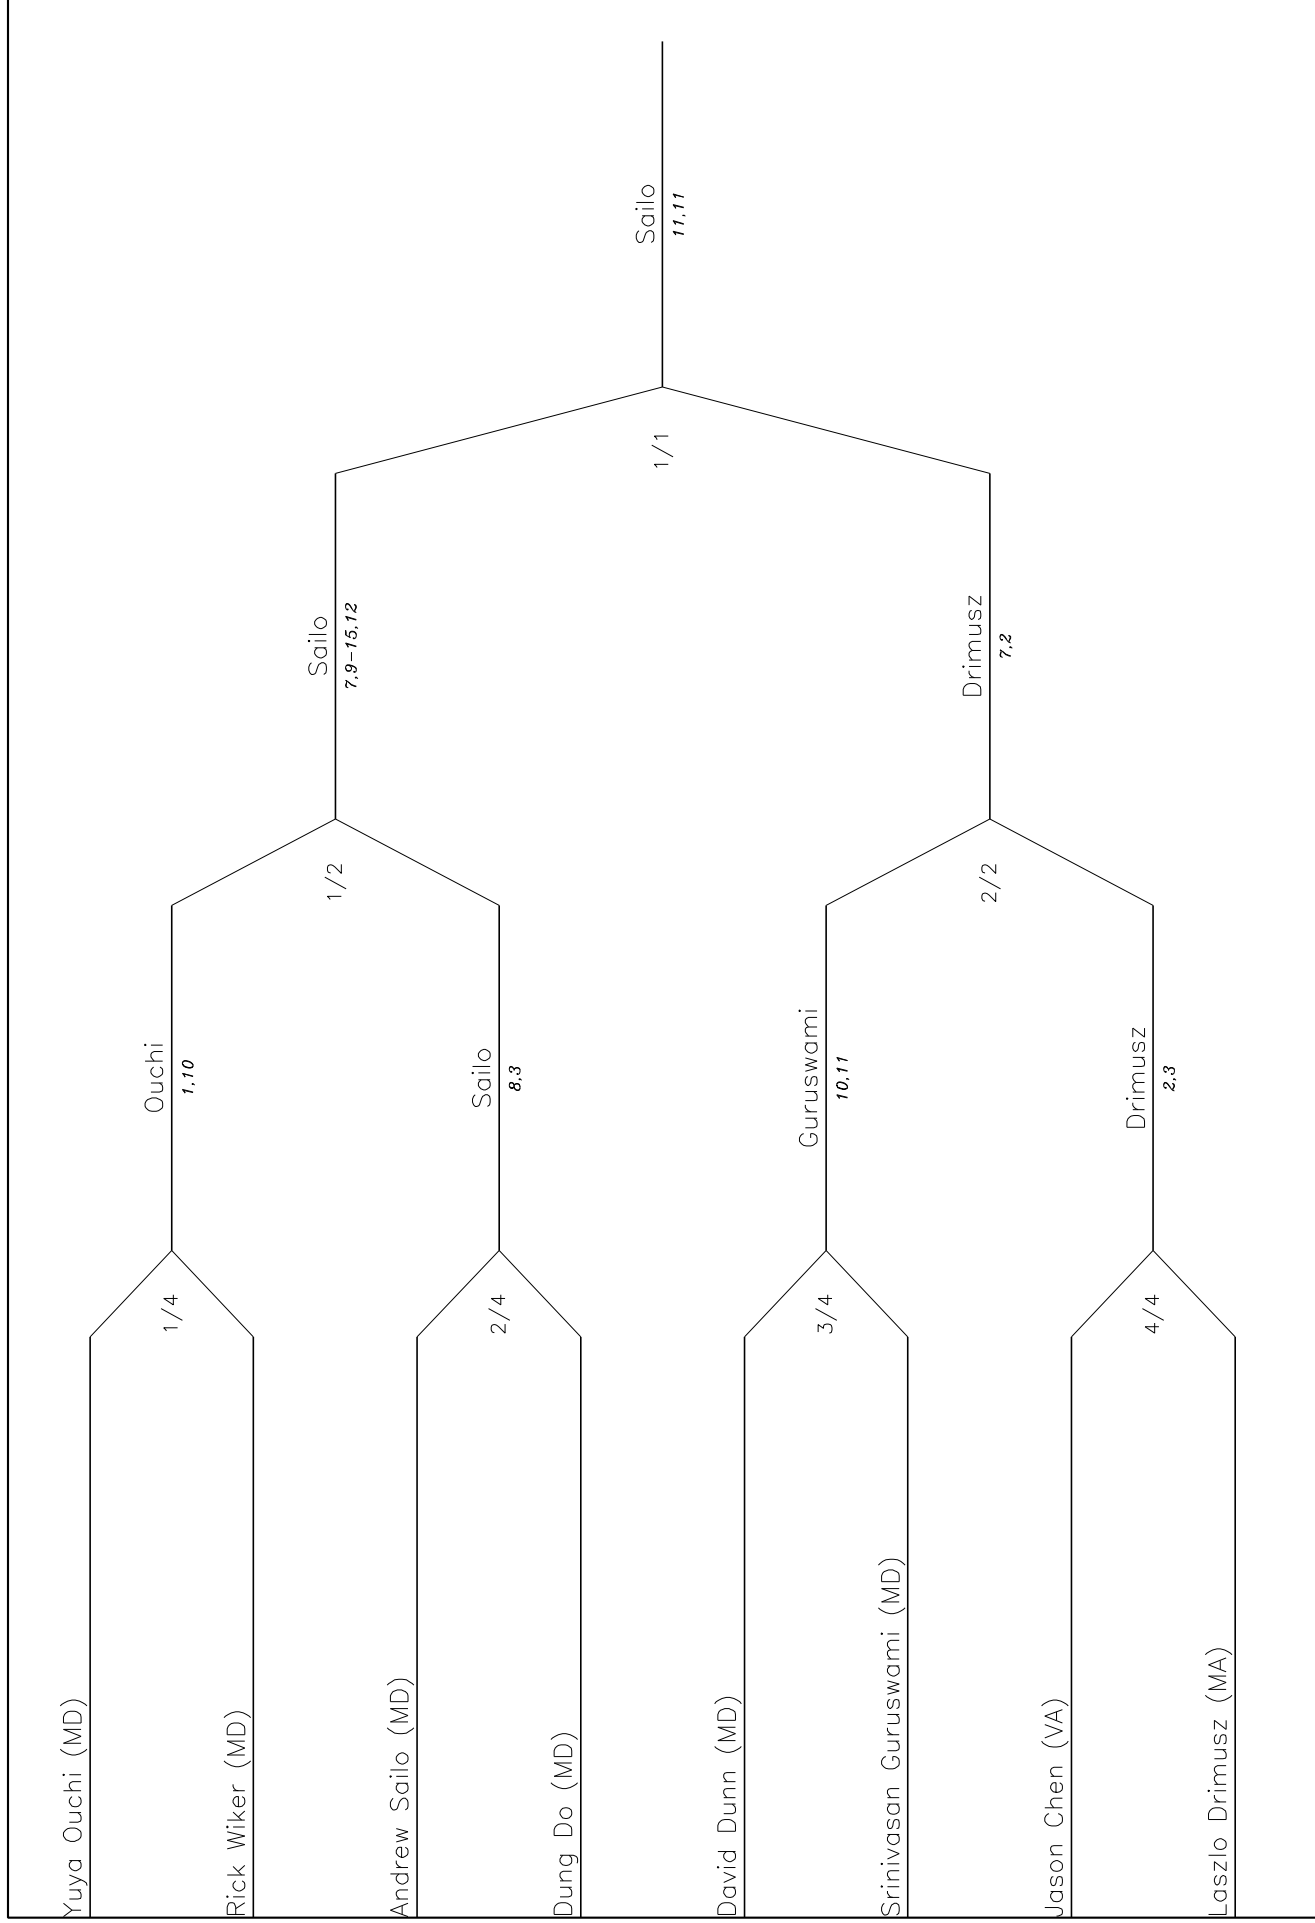 Yuya Ouchi (MD)
Rick Wiker (MD)
Andrew Sailo (MD)
Dung Do (MD)
David Dunn (MD)
Srinivasan Guruswami (MD)
Jason Chen (VA)
Laszlo Drimusz (MA)
1/4
2/4
3/4
4/4
Ouchi
1,10
Sailo
8,3
Guruswami
10,11
Drimusz
2,3
1/2
2/2
Sailo
7,9-15,12
Drimusz
7,2
1/1
Sailo
11,11